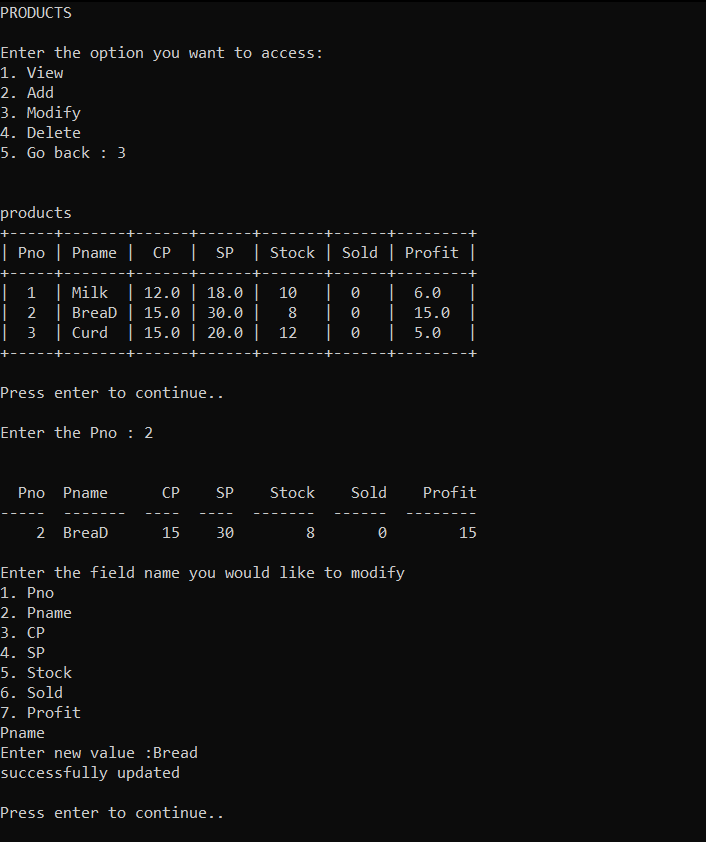 PRODUCTS
Enter the option you want to access:
1. View
2. Add
3. Modify
4. Delete
5. Go back : 3
products
+-----+-------+------+------+-------+------+--------+
| Pno | Pname |  CP  |  SP  | Stock | Sold | Profit |
+-----+-------+------+------+-------+------+--------+
|  1  | Milk  | 12.0 | 18.0 |  10   |  0   |  6.0   |
|  2  | BreaD | 15.0 | 30.0 |   8   |  0   |  15.0  |
|  3  | Curd  | 15.0 | 20.0 |  12   |  0   |  5.0   |
+-----+-------+------+------+-------+------+--------+
Press enter to continue..
Enter the Pno : 2
  Pno  Pname      CP    SP    Stock    Sold    Profit
-----  -------  ----  ----  -------  ------  --------
    2  BreaD      15    30        8       0        15
Enter the field name you would like to modify
1. Pno
2. Pname
3. CP
4. SP
5. Stock
6. Sold
7. Profit
Pname
Enter new value :Bread
successfully updated
Press enter to continue..